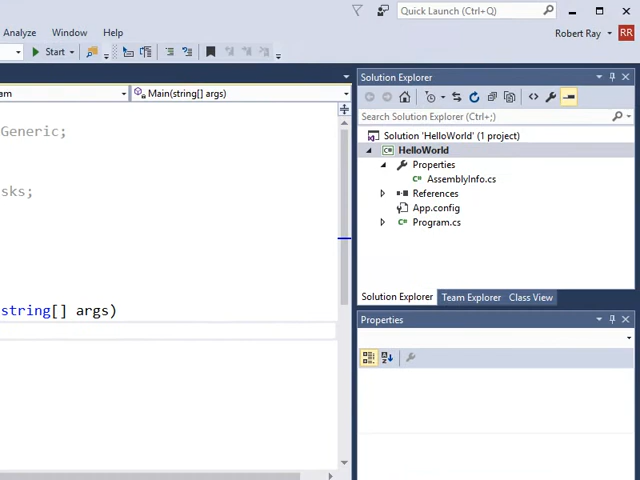 Quick Launch (Ctrl+Q)
Analyze Window Help
Robert Ray RR
Start
Solution Explorer
am
Main(string[] args)
Search Solution Explorer (Ctrl+;)
Generic;
Solution 'HelloWorld' (1 project)
HelloWorld
Properties
AssemblyInfo.cs
sks;
References
App.config
Program.cs
Solution Explorer Team Explorer Class View
string[] args)
Properties